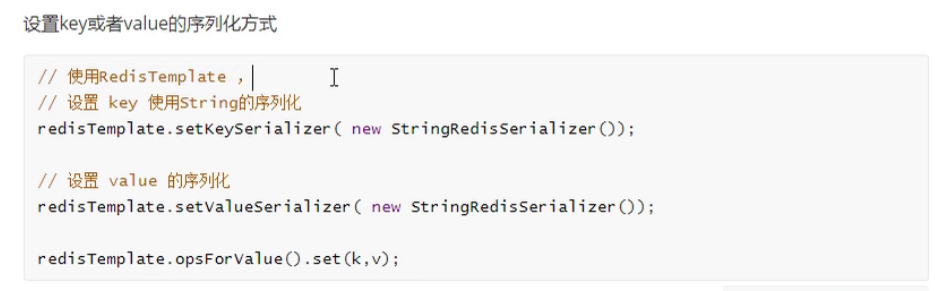 设置key或者value的序列化方式
// 使用RedisTemplate ，
// 设置 key 使用String的序列化
redisTemplate.setKeySerializer( new StringRedisSerializer());
// 设置 value 的序列化
redisTemplate.setValueSerializer( new StringRedisSerializer());
redisTemplate.opsForValue().set(k,v);